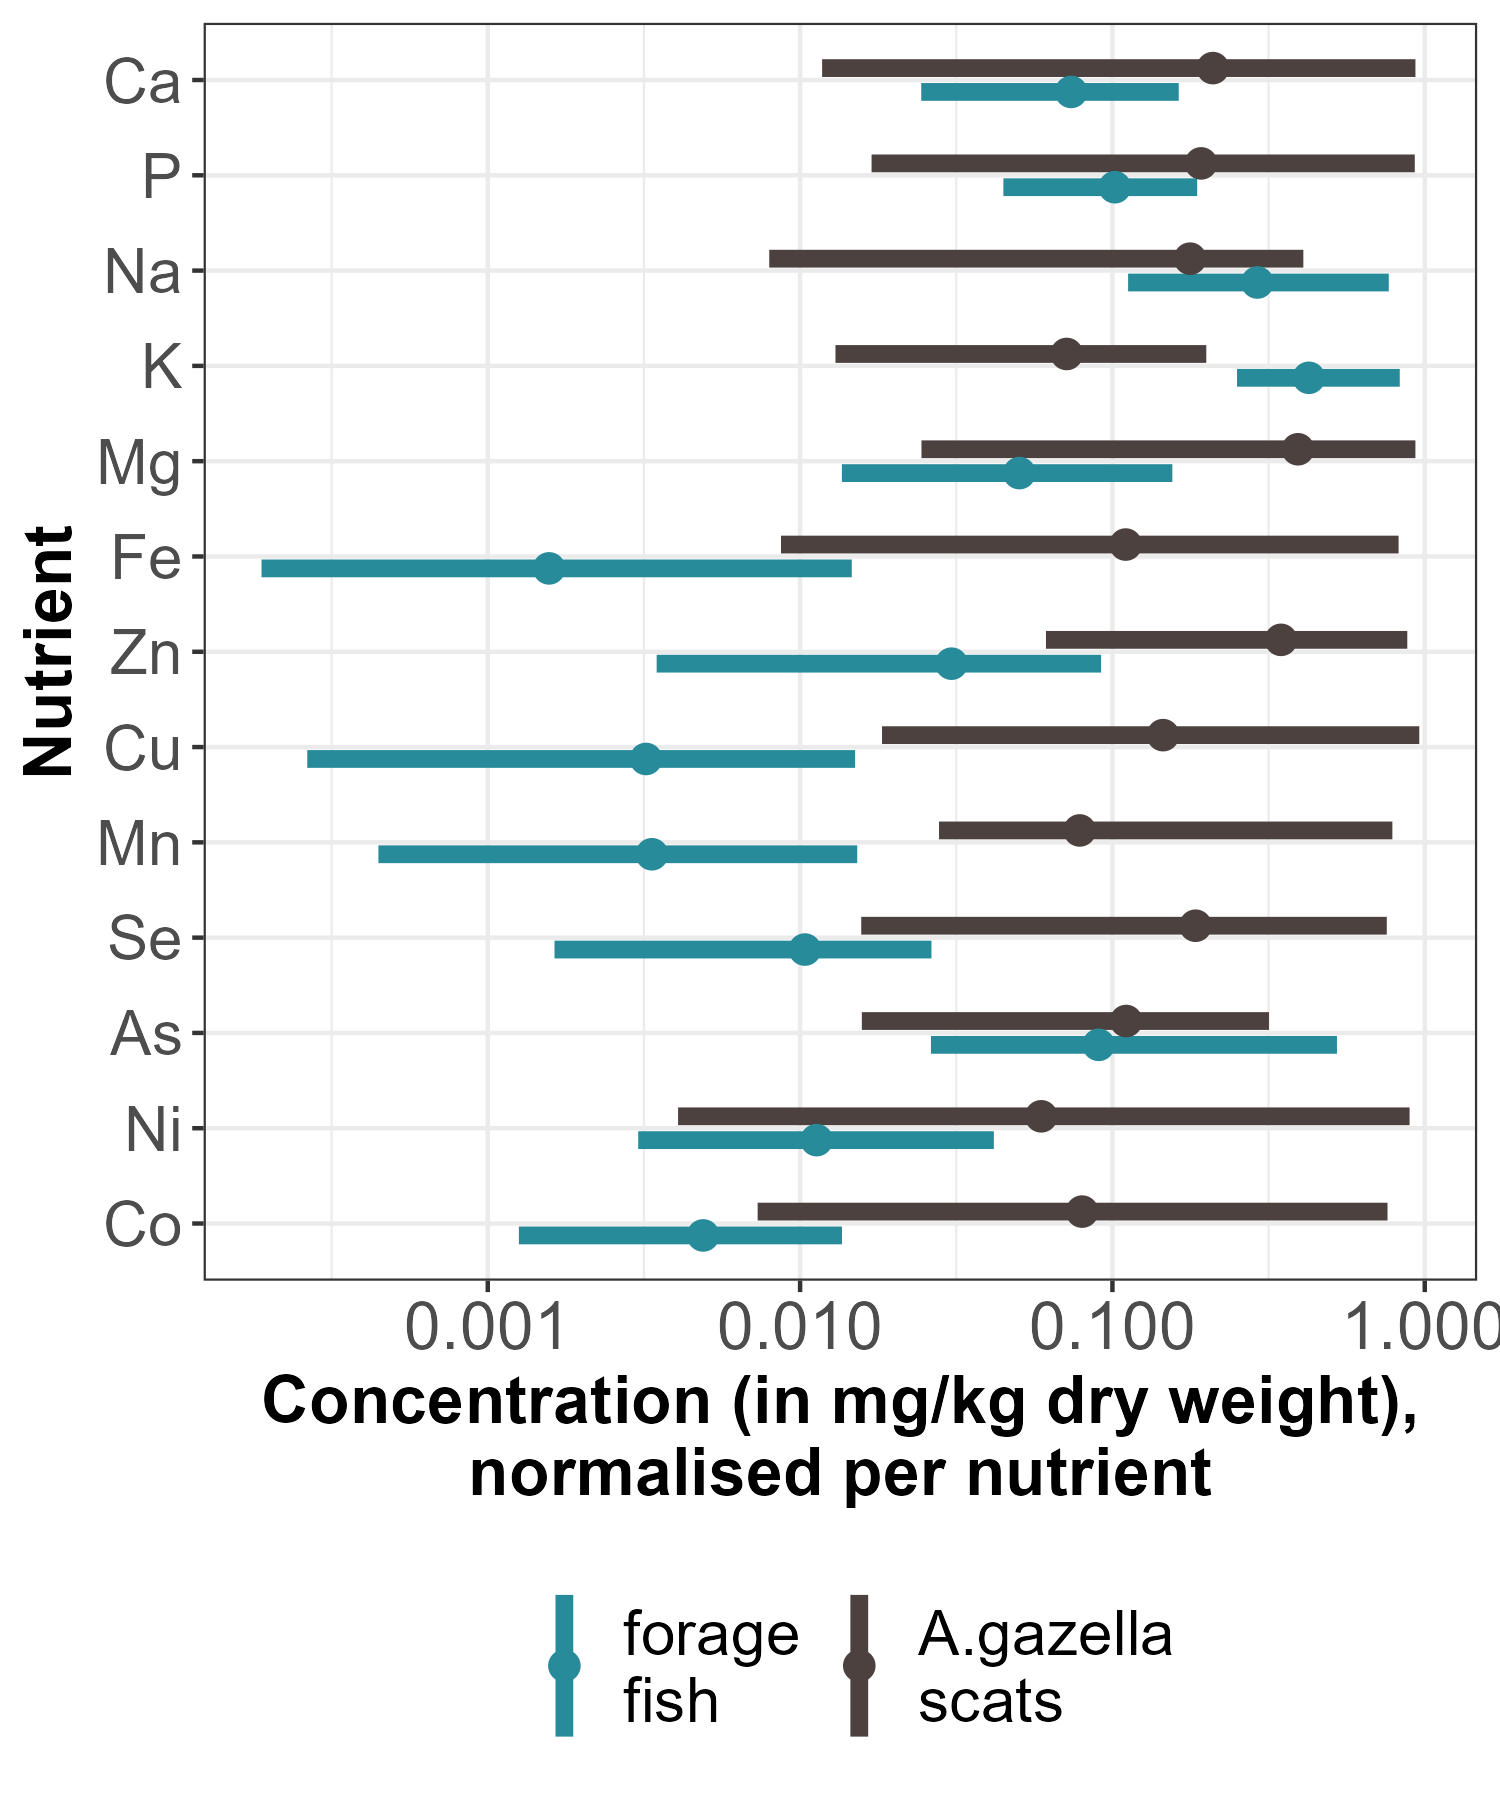 Ca
P
Na
K
Mg
Fe
Zn
Cu
Mn
Se
As
Ni
Co
Nutrient
0.001 0.010 0.100 1.000
Concentration (in mg/kg dry weight),
normalised per nutrient
forage
fish
A.gazella
scats